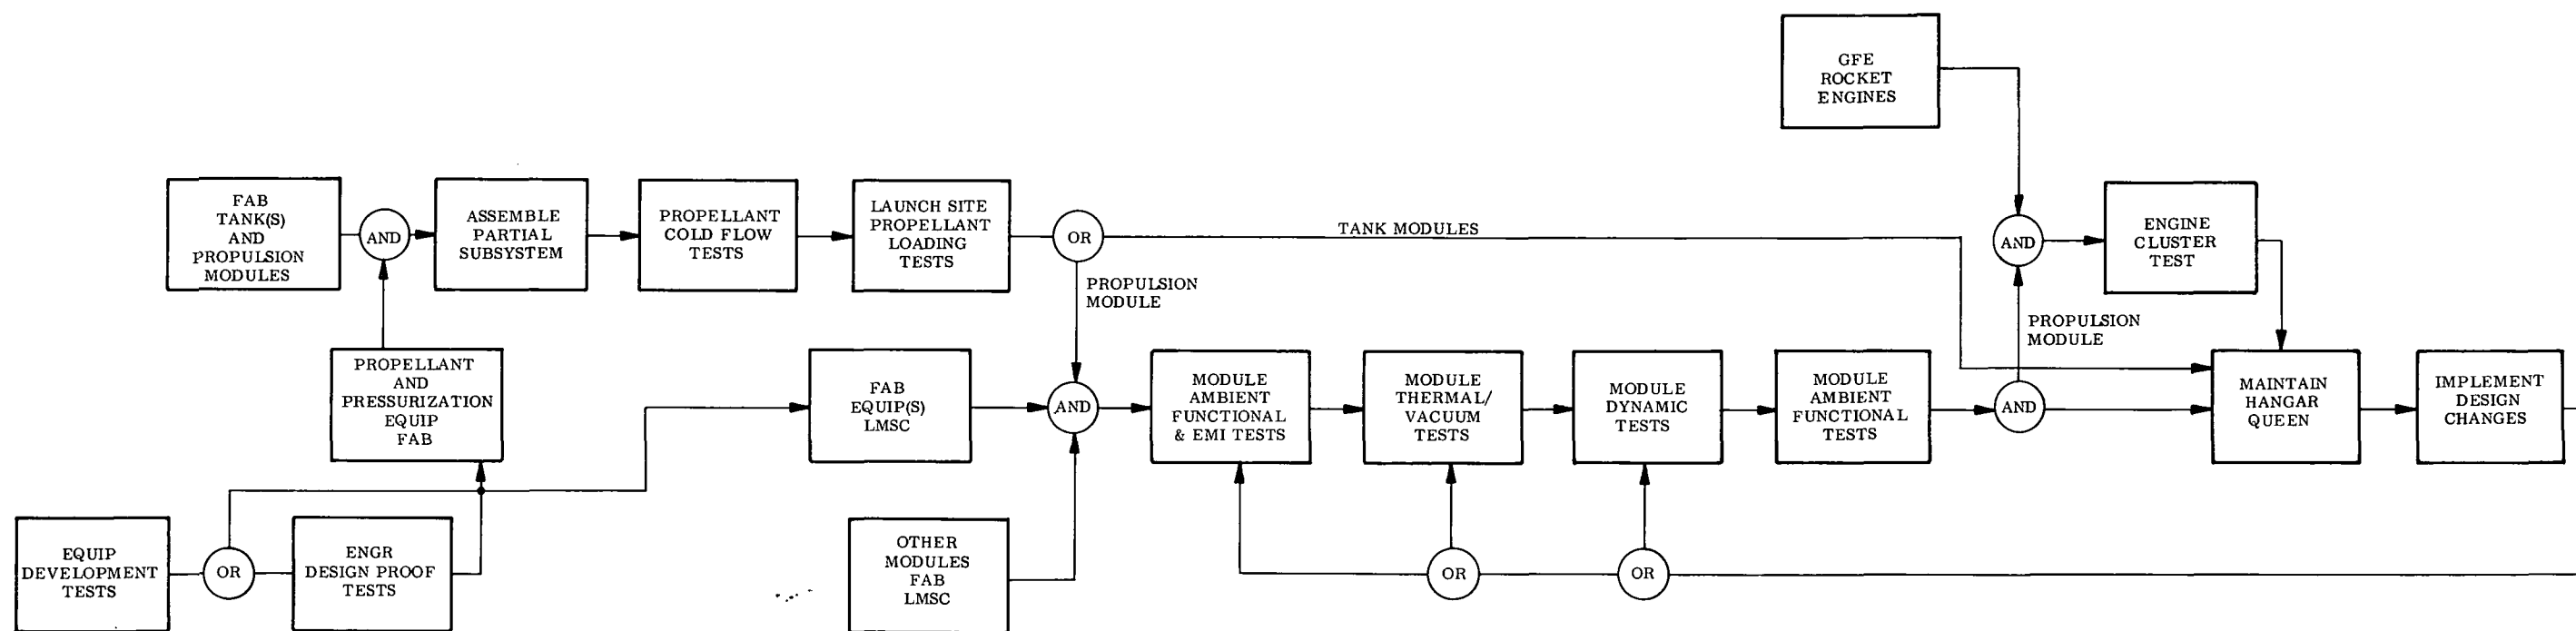 GFE
ROCKET
ENGINES
FAB
TANK(S)
AND
PROPULSION
MODULES
AND
ASSEMBLE
PARTIAL
SUBSYSTEM
PROPELLANT
COLD FLOW
TESTS
LAUNCH SITE
PROPELLANT
LOADING
TESTS
OR
TANK MODULES
PROPULSION
MODULE
AND
ENGINE
CLUSTER
TEST
PROPULSION
MODULE
PROPELLANT
AND
PRESSURIZATION
EQUIP
FAB
FAB
EQUIP(S)
LMSC
AND
MODULE
AMBIENT
FUNCTIONAL
& EMI TESTS
MODULE
THERMAL/
VACUUM
TESTS
MODULE
DYNAMIC
TESTS
MODULE
AMBIENT
FUNCTIONAL
TESTS
AND
MAINTAIN
HANGAR
QUEEN
IMPLEMENT
DESIGN
CHANGES
EQUIP
DEVELOPMENT
TESTS
OR
ENGR
DESIGN PROOF
TESTS
OTHER
MODULES
FAB
LMSC
OR
OR